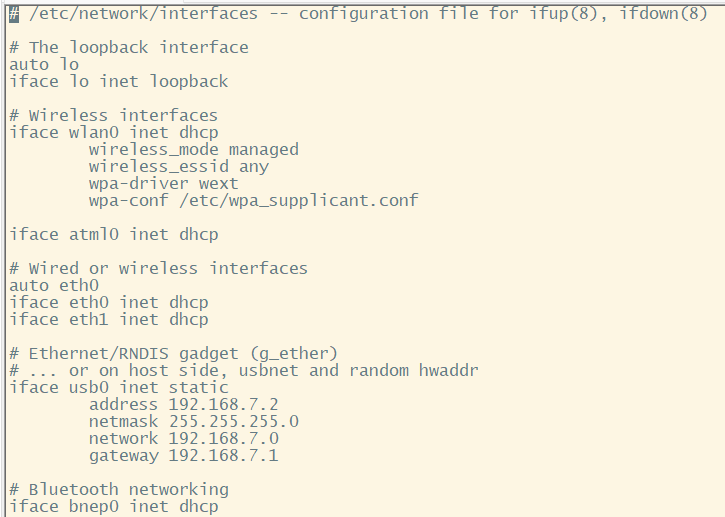 # /etc/network/interfaces -- configuration file for ifup(8), ifdown(8)
# The loopback interface
auto lo
iface lo inet loopback
# Wireless interfaces
iface wlan0 inet dhcp
wireless_mode managed
wireless_essid any
wpa-driver wext
wpa-conf /etc/wpa_supplicant.conf
iface atml0 inet dhcp
# Wired or wireless interfaces
auto eth0
iface eth0 inet dhcp
iface eth1 inet dhcp
# Ethernet/RNDIS gadget (g_ether)
# ... or on host side, usbnet and random hwaddr
iface usb0 inet static
address 192.168.7.2
netmask 255.255.255.0
network 192.168.7.0
gateway 192.168.7.1
# Bluetooth networking
iface bnep0 inet dhcp